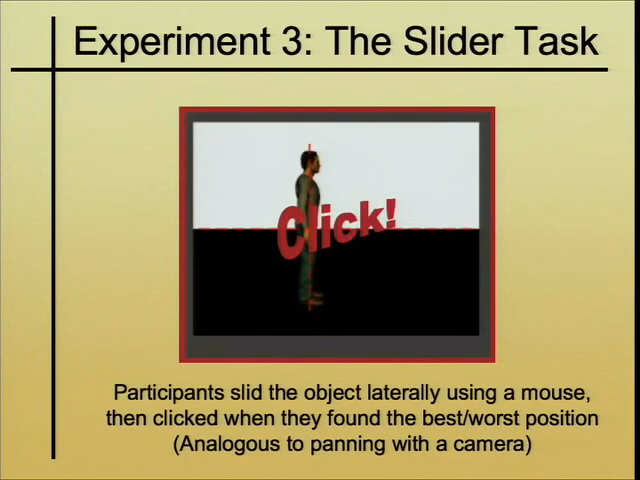 Experiment 3: The Slider Task
Click!
Participants slid the object laterally using a mouse,
then clicked when they found the best/worst position
(Analogous to panning with a camera)